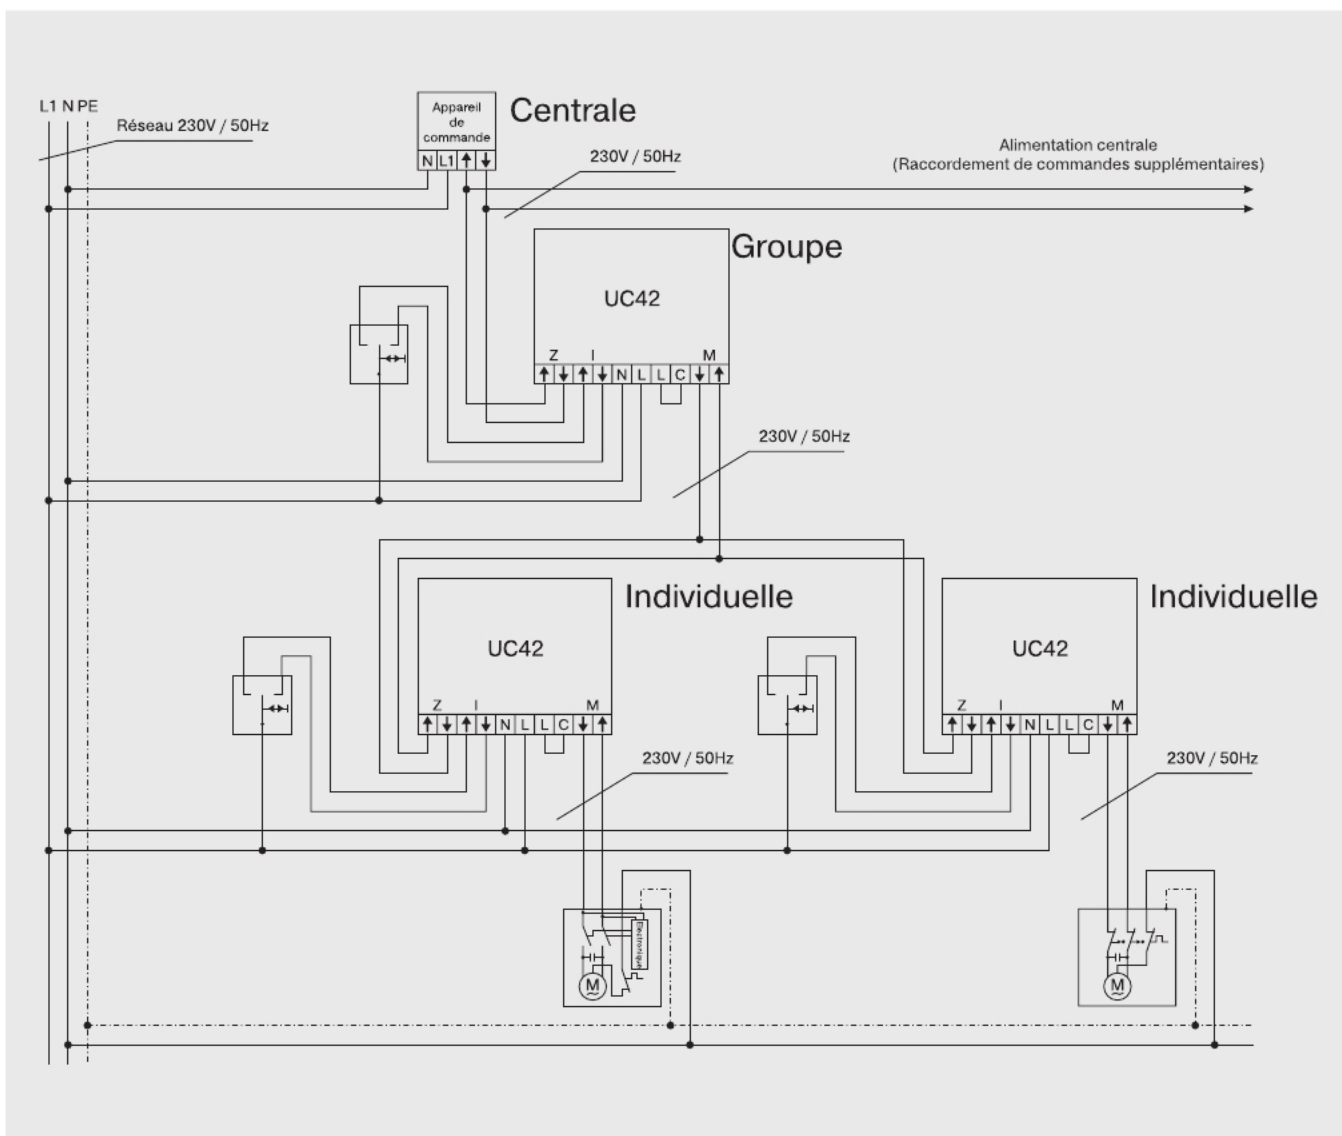 L1 N PE
Réseau 230V / 50Hz
Appareil
de
commande
N L1 ↑ ↓
Centrale
230V / 50Hz
Alimentation centrale
(Raccordement de commandes supplémentaires)
Groupe
UC42
Z I M
↑ ↓ ↑ ↓ N L L C ↓ ↑
230V / 50Hz
Individuelle
UC42
Z I M
↑ ↓ ↑ ↓ N L L C ↓ ↑
230V / 50Hz
Individuelle
UC42
Z I M
↑ ↓ ↑ ↓ N L L C ↓ ↑
230V / 50Hz
Electronique
M
M